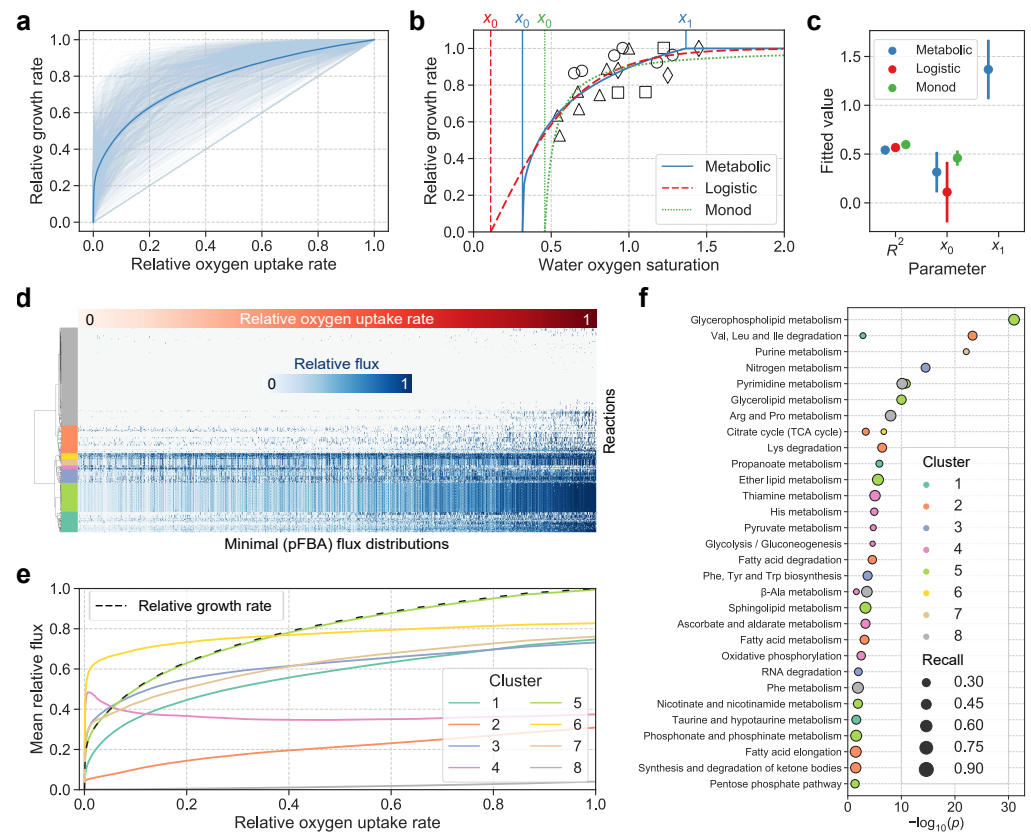 a
Relative growth rate
1.0
0.8
0.6
0.4
0.2
0.0
0.0 0.2 0.4 0.6 0.8 1.0
Relative oxygen uptake rate
b
x0 x0 x0 x1
Relative growth rate
1.0
0.8
0.6
0.4
0.2
0.0
Metabolic
Logistic
Monod
0.0 0.5 1.0 1.5 2.0
Water oxygen saturation
c
Metabolic
Logistic
Monod
Fitted value
1.5
1.0
0.5
0.0
R2 x0 x1
Parameter
d
0 Relative oxygen uptake rate 1
Relative flux
0 1
Reactions
Minimal (pFBA) flux distributions
e
Mean relative flux
1.0
0.8
0.6
0.4
0.2
0.0
Relative growth rate
Cluster
1 5
2 6
3 7
4 8
0.0 0.2 0.4 0.6 0.8 1.0
Relative oxygen uptake rate
f
Glycerophospholipid metabolism
Val, Leu and Ile degradation
Purine metabolism
Nitrogen metabolism
Pyrimidine metabolism
Glycerolipid metabolism
Arg and Pro metabolism
Citrate cycle (TCA cycle)
Lys degradation
Propanoate metabolism
Ether lipid metabolism
Thiamine metabolism
His metabolism
Pyruvate metabolism
Glycolysis / Gluconeogenesis
Fatty acid degradation
Phe, Tyr and Trp biosynthesis
β-Ala metabolism
Sphingolipid metabolism
Ascorbate and aldarate metabolism
Fatty acid metabolism
Oxidative phosphorylation
RNA degradation
Phe metabolism
Nicotinate and nicotinamide metabolism
Taurine and hypotaurine metabolism
Phosphonate and phosphinate metabolism
Fatty acid elongation
Synthesis and degradation of ketone bodies
Pentose phosphate pathway
Cluster
1
2
3
4
5
6
7
8
Recall
0.30
0.45
0.60
0.75
0.90
0 10 20 30
−log10(p)